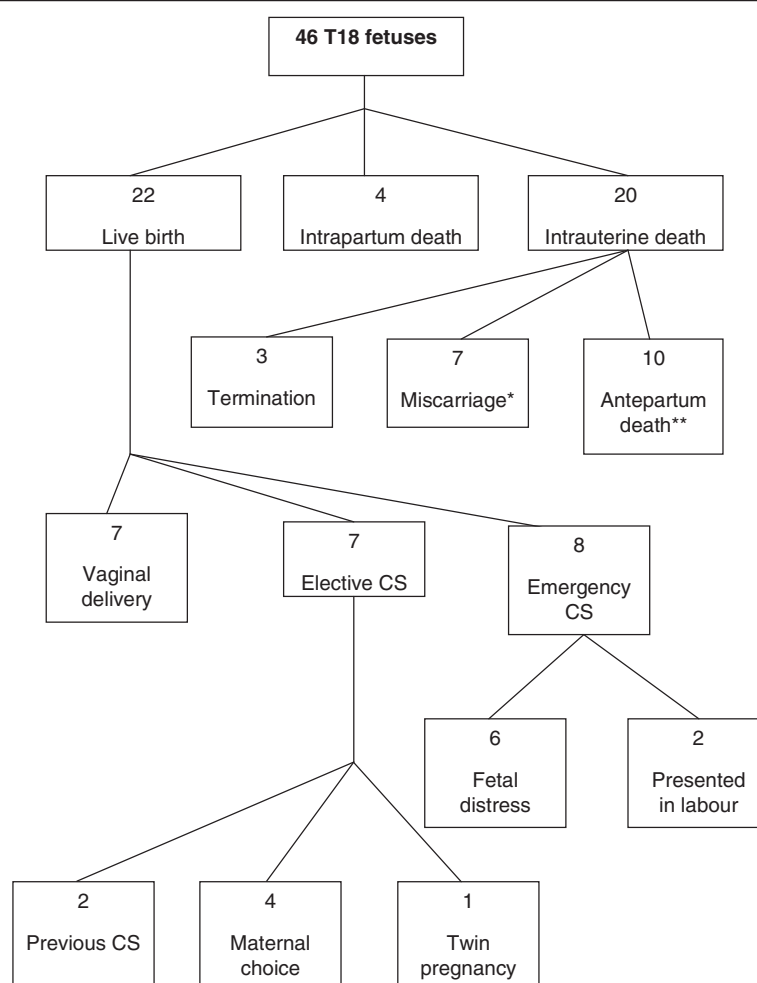 46 T18 fetuses
22
Live birth
4
Intrapartum death
20
Intrauterine death
3
Termination
7
Miscarriage*
10
Antepartum
death**
7
Vaginal
delivery
7
Elective CS
8
Emergency
CS
6
Fetal
distress
2
Presented
in labour
2
Previous CS
4
Maternal
choice
1
Twin
pregnancy